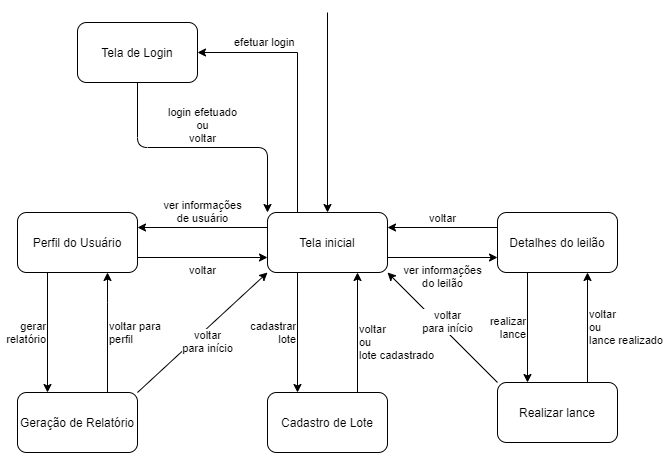 efetuar login
Tela de Login
login efetuado
ou
voltar
ver informações
de usuário
voltar
Perfil do Usuário
Tela inicial
Detalhes do leilão
voltar
ver informações
do leilão
gerar
relatório
voltar para
perfil
voltar
para início
cadastrar
lote
voltar
ou
lote cadastrado
voltar
para início
realizar
lance
voltar
ou
lance realizado
Geração de Relatório
Cadastro de Lote
Realizar lance